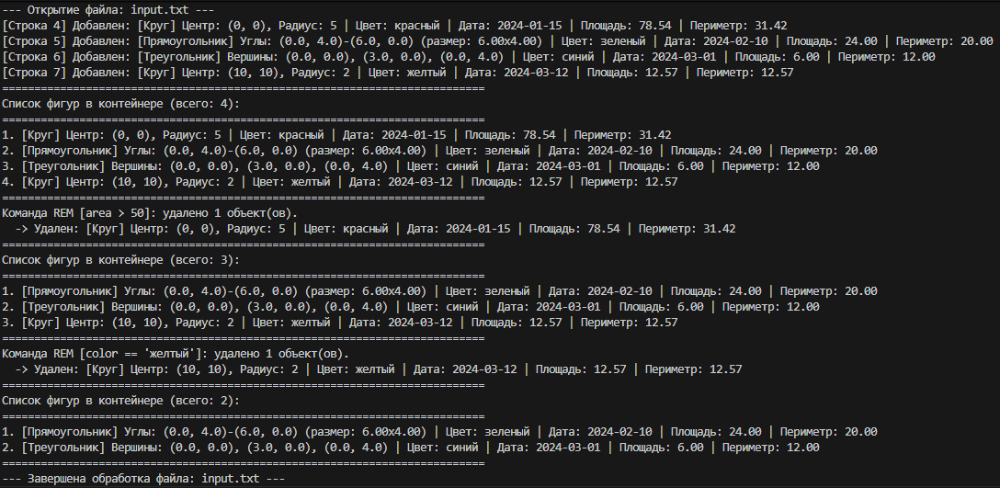 --- Открытие файла: input.txt ---
[Строка 4] Добавлен: [Круг] Центр: (0, 0), Радиус: 5 | Цвет: красный | Дата: 2024-01-15 | Площадь: 78.54 | Периметр: 31.42
[Строка 5] Добавлен: [Прямоугольник] Углы: (0.0, 4.0)-(6.0, 0.0) (размер: 6.00x4.00) | Цвет: зеленый | Дата: 2024-02-10 | Площадь: 24.00 | Периметр: 20.00
[Строка 6] Добавлен: [Треугольник] Вершины: (0.0, 0.0), (3.0, 0.0), (0.0, 4.0) | Цвет: синий | Дата: 2024-03-01 | Площадь: 6.00 | Периметр: 12.00
[Строка 7] Добавлен: [Круг] Центр: (10, 10), Радиус: 2 | Цвет: желтый | Дата: 2024-03-12 | Площадь: 12.57 | Периметр: 12.57
===========================================================================
Список фигур в контейнере (всего: 4):
===========================================================================
1. [Круг] Центр: (0, 0), Радиус: 5 | Цвет: красный | Дата: 2024-01-15 | Площадь: 78.54 | Периметр: 31.42
2. [Прямоугольник] Углы: (0.0, 4.0)-(6.0, 0.0) (размер: 6.00x4.00) | Цвет: зеленый | Дата: 2024-02-10 | Площадь: 24.00 | Периметр: 20.00
3. [Треугольник] Вершины: (0.0, 0.0), (3.0, 0.0), (0.0, 4.0) | Цвет: синий | Дата: 2024-03-01 | Площадь: 6.00 | Периметр: 12.00
4. [Круг] Центр: (10, 10), Радиус: 2 | Цвет: желтый | Дата: 2024-03-12 | Площадь: 12.57 | Периметр: 12.57
===========================================================================
Команда REM [area > 50]: удалено 1 объект(ов).
  -> Удален: [Круг] Центр: (0, 0), Радиус: 5 | Цвет: красный | Дата: 2024-01-15 | Площадь: 78.54 | Периметр: 31.42
===========================================================================
Список фигур в контейнере (всего: 3):
===========================================================================
1. [Прямоугольник] Углы: (0.0, 4.0)-(6.0, 0.0) (размер: 6.00x4.00) | Цвет: зеленый | Дата: 2024-02-10 | Площадь: 24.00 | Периметр: 20.00
2. [Треугольник] Вершины: (0.0, 0.0), (3.0, 0.0), (0.0, 4.0) | Цвет: синий | Дата: 2024-03-01 | Площадь: 6.00 | Периметр: 12.00
3. [Круг] Центр: (10, 10), Радиус: 2 | Цвет: желтый | Дата: 2024-03-12 | Площадь: 12.57 | Периметр: 12.57
===========================================================================
Команда REM [color == 'желтый']: удалено 1 объект(ов).
  -> Удален: [Круг] Центр: (10, 10), Радиус: 2 | Цвет: желтый | Дата: 2024-03-12 | Площадь: 12.57 | Периметр: 12.57
===========================================================================
Список фигур в контейнере (всего: 2):
===========================================================================
1. [Прямоугольник] Углы: (0.0, 4.0)-(6.0, 0.0) (размер: 6.00x4.00) | Цвет: зеленый | Дата: 2024-02-10 | Площадь: 24.00 | Периметр: 20.00
2. [Треугольник] Вершины: (0.0, 0.0), (3.0, 0.0), (0.0, 4.0) | Цвет: синий | Дата: 2024-03-01 | Площадь: 6.00 | Периметр: 12.00
===========================================================================
--- Завершена обработка файла: input.txt ---